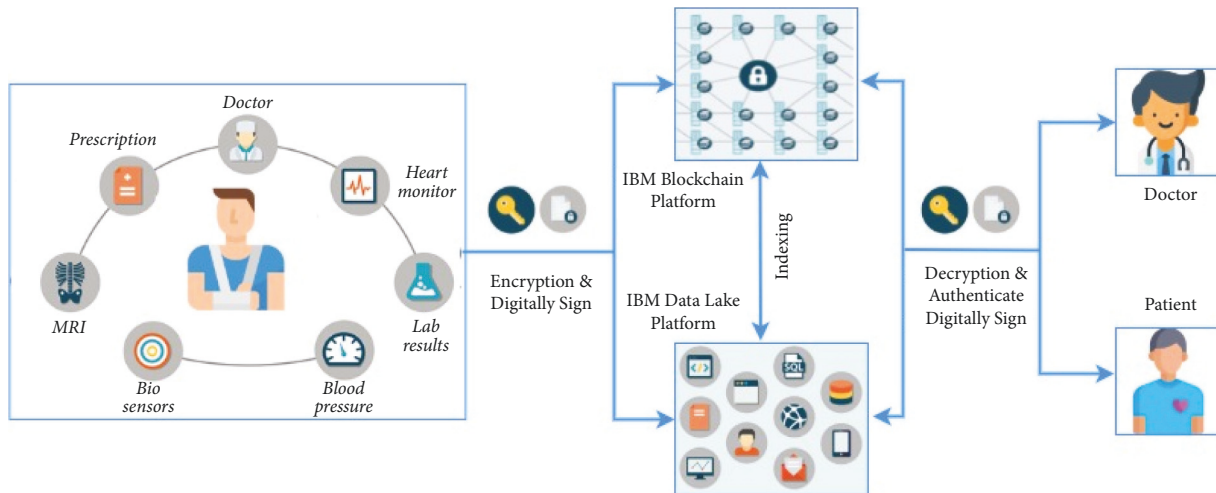 Doctor
Prescription
Heart
monitor
MRI
Lab
results
Bio
sensors
Blood
pressure
Encryption &
Digitally Sign
IBM Blockchain
Platform
Indexing
IBM Data Lake
Platform
SQL
</>
Decryption &
Authenticate
Digitally Sign
Doctor
Patient